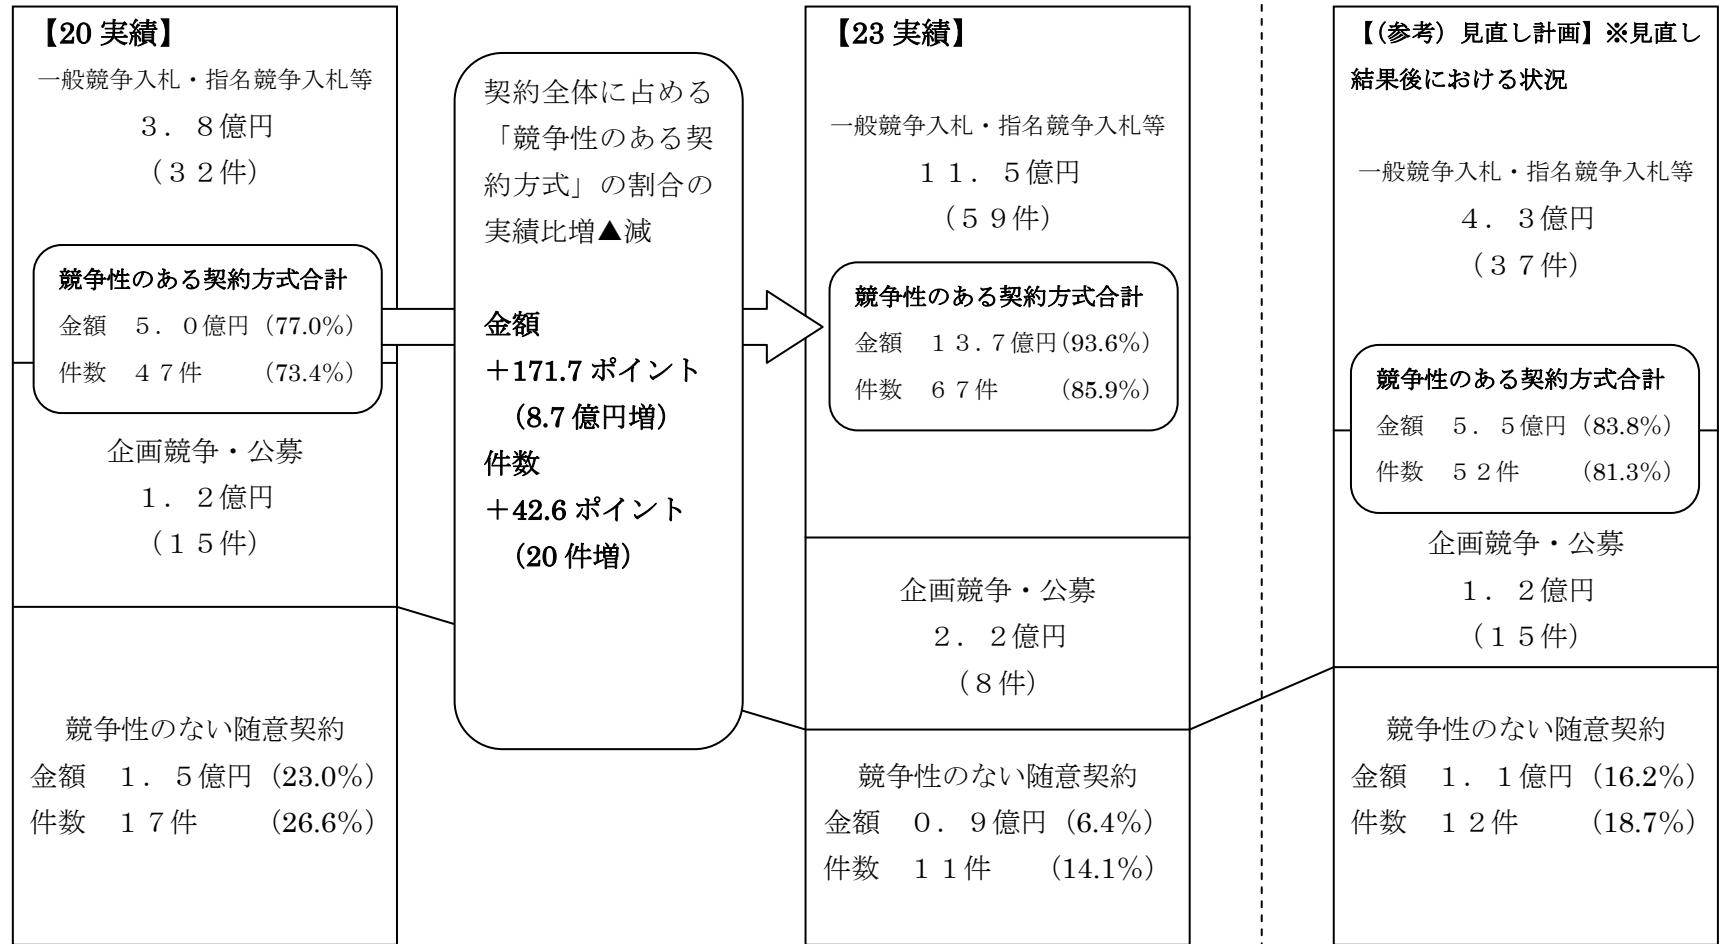 【20 実績】
一般競争入札・指名競争入札等
３．８億円
（３２件）
競争性のある契約方式合計
金額　５．０億円（77.0%）
件数　４７件　　（73.4%）
企画競争・公募
１．２億円
（１５件）
競争性のない随意契約
金額　１．５億円（23.0%）
件数　１７件　　（26.6%）
契約全体に占める
「競争性のある契
約方式」の割合の
実績比増▲減
金額
＋171.7 ポイント
（8.7 億円増）
件数
＋42.6 ポイント
（20 件増）
【23 実績】
一般競争入札・指名競争入札等
１１．５億円
（５９件）
競争性のある契約方式合計
金額　１３．７億円（93.6%）
件数　６７件　　（85.9%）
企画競争・公募
２．２億円
（８件）
競争性のない随意契約
金額　０．９億円（6.4%）
件数　１１件　　（14.1%）
【（参考）見直し計画】※見直し
結果後における状況
一般競争入札・指名競争入札等
４．３億円
（３７件）
競争性のある契約方式合計
金額　５．５億円（83.8%）
件数　５２件　　（81.3%）
企画競争・公募
１．２億円
（１５件）
競争性のない随意契約
金額　１．１億円（16.2%）
件数　１２件　　（18.7%）